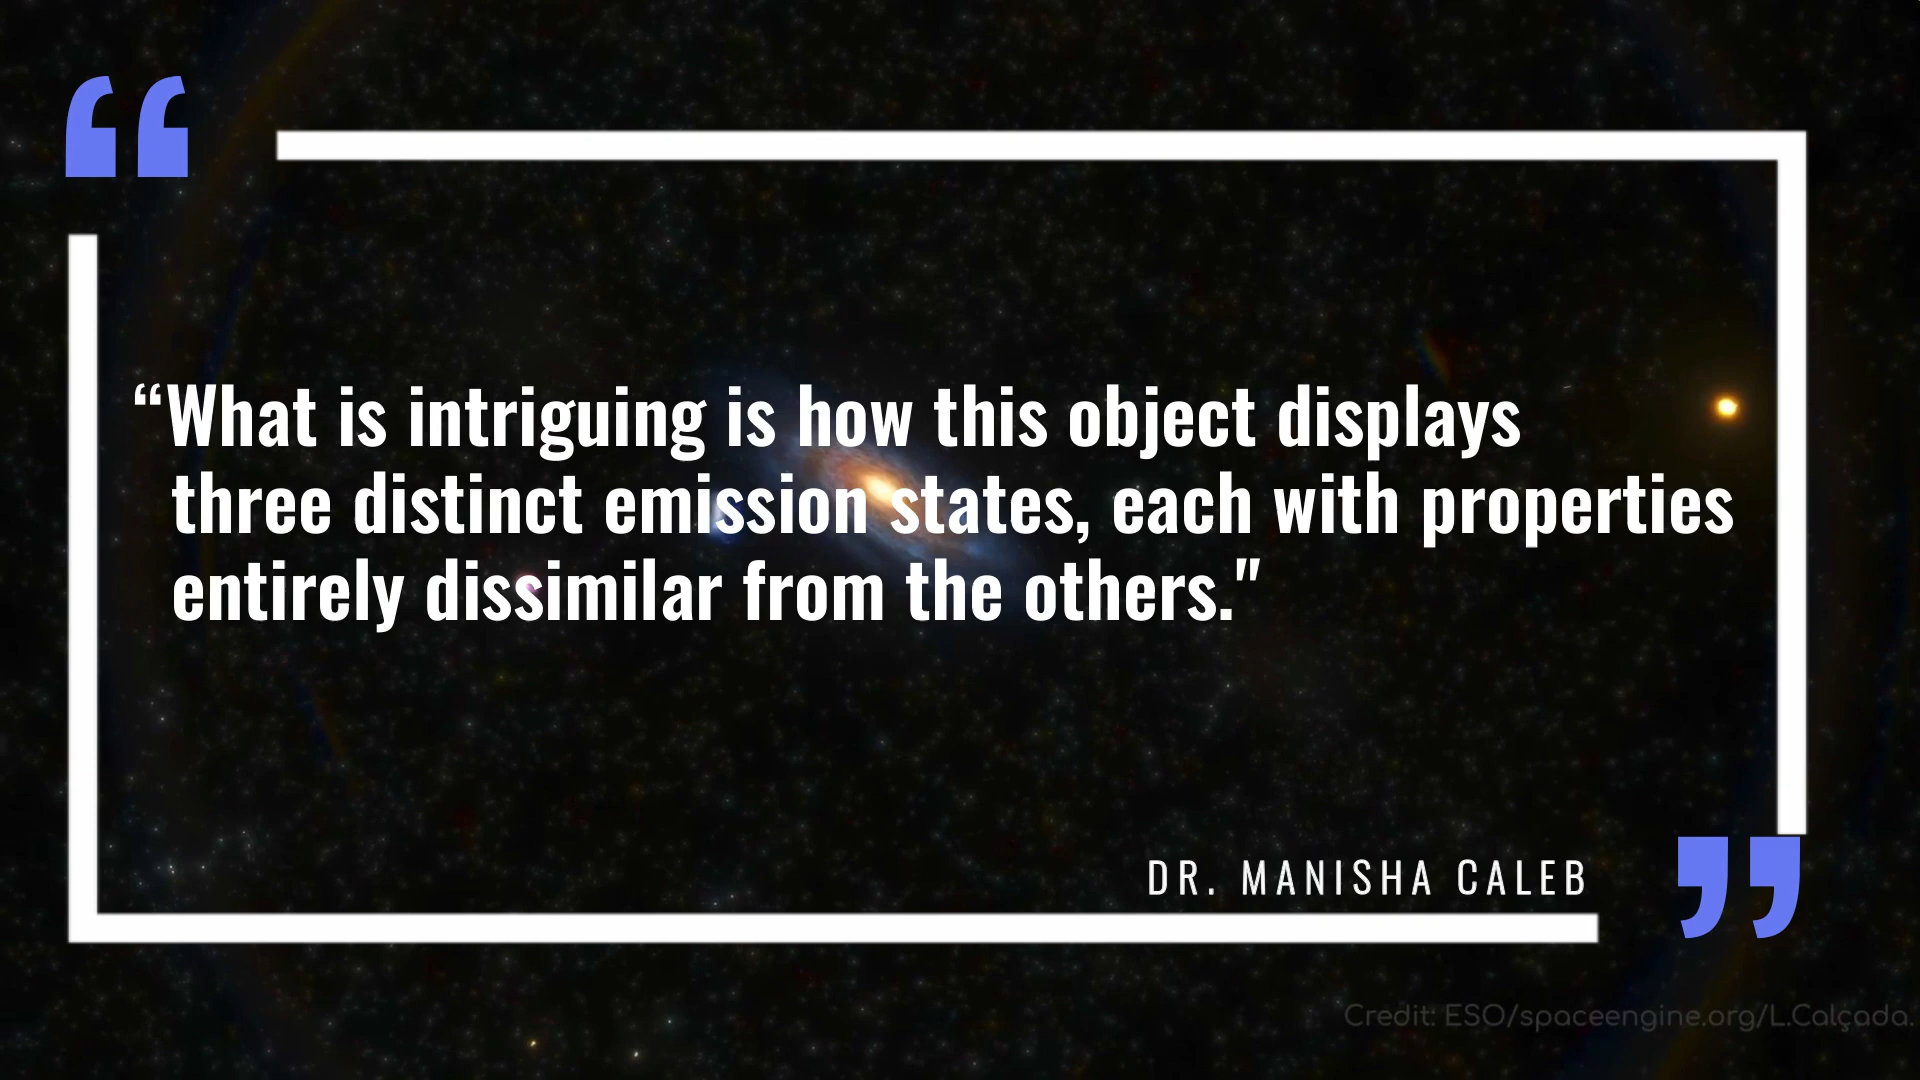 “What is intriguing is how this object displays
three distinct emission states, each with properties
entirely dissimilar from the others."
DR. MANISHA CALEB
Credit: ESO/spaceengine.org/L.Calçada.